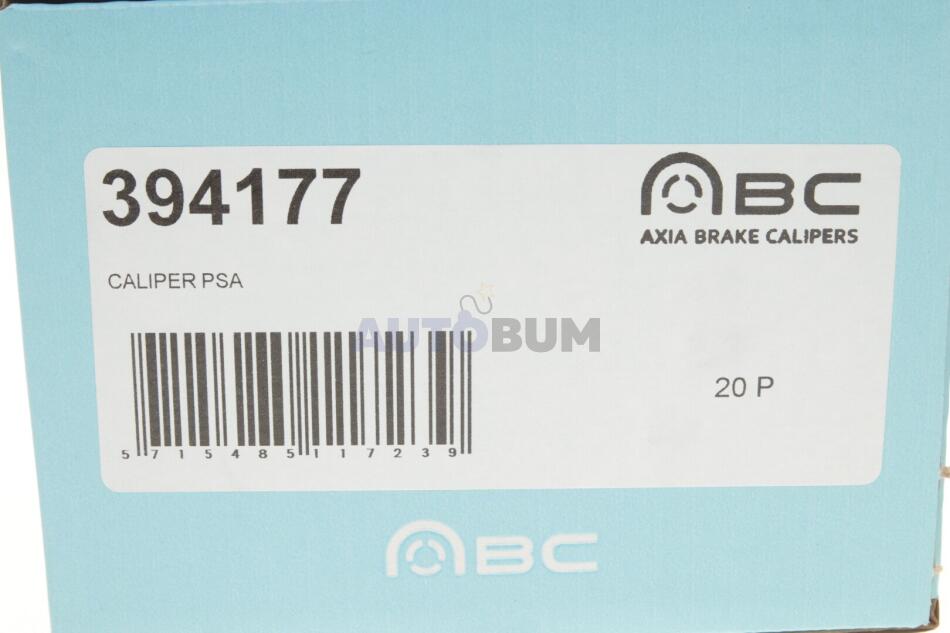 394177
ABC
AXIA BRAKE CALIPERS
CALIPER PSA
AUTOBUM
20 P
5715485117239
ABC